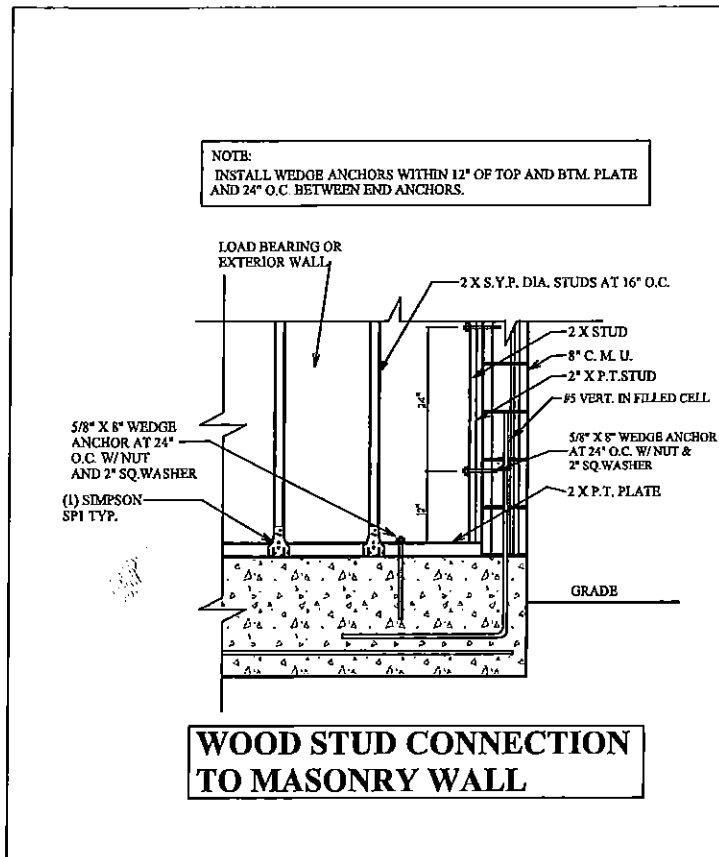 NOTE:
INSTALL WEDGE ANCHORS WITHIN 12" OF TOP AND BTM. PLATE
AND 24" O.C. BETWEEN END ANCHORS.
LOAD BEARING OR
EXTERIOR WALL
2 X S.Y.P. DIA. STUDS AT 16" O.C.
2 X STUD
8" C. M. U.
2" X P.T.STUD
#5 VERT. IN FILLED CELL
24"
5/8" X 8" WEDGE
ANCHOR AT 24"
O.C. W/ NUT
AND 2" SQ.WASHER
5/8" X 8" WEDGE ANCHOR
AT 24" O.C. W/ NUT &
2" SQ.WASHER
2 X P.T. PLATE
12"
(1) SIMPSON
SP1 TYP.
GRADE
WOOD STUD CONNECTION
TO MASONRY WALL